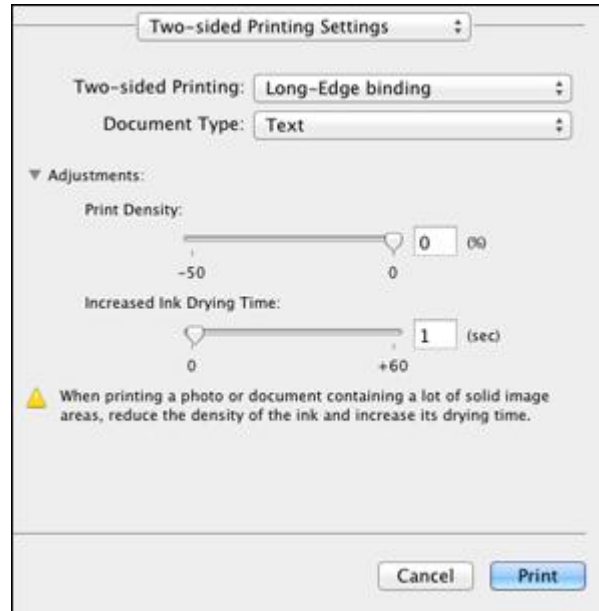 Two-sided Printing Settings
Two-sided Printing: Long-Edge binding
Document Type: Text
Adjustments:
Print Density:
0 (%)
-50 0
Increased Ink Drying Time:
1 (sec)
0 +60
When printing a photo or document containing a lot of solid image
areas, reduce the density of the ink and increase its drying time.
Cancel Print